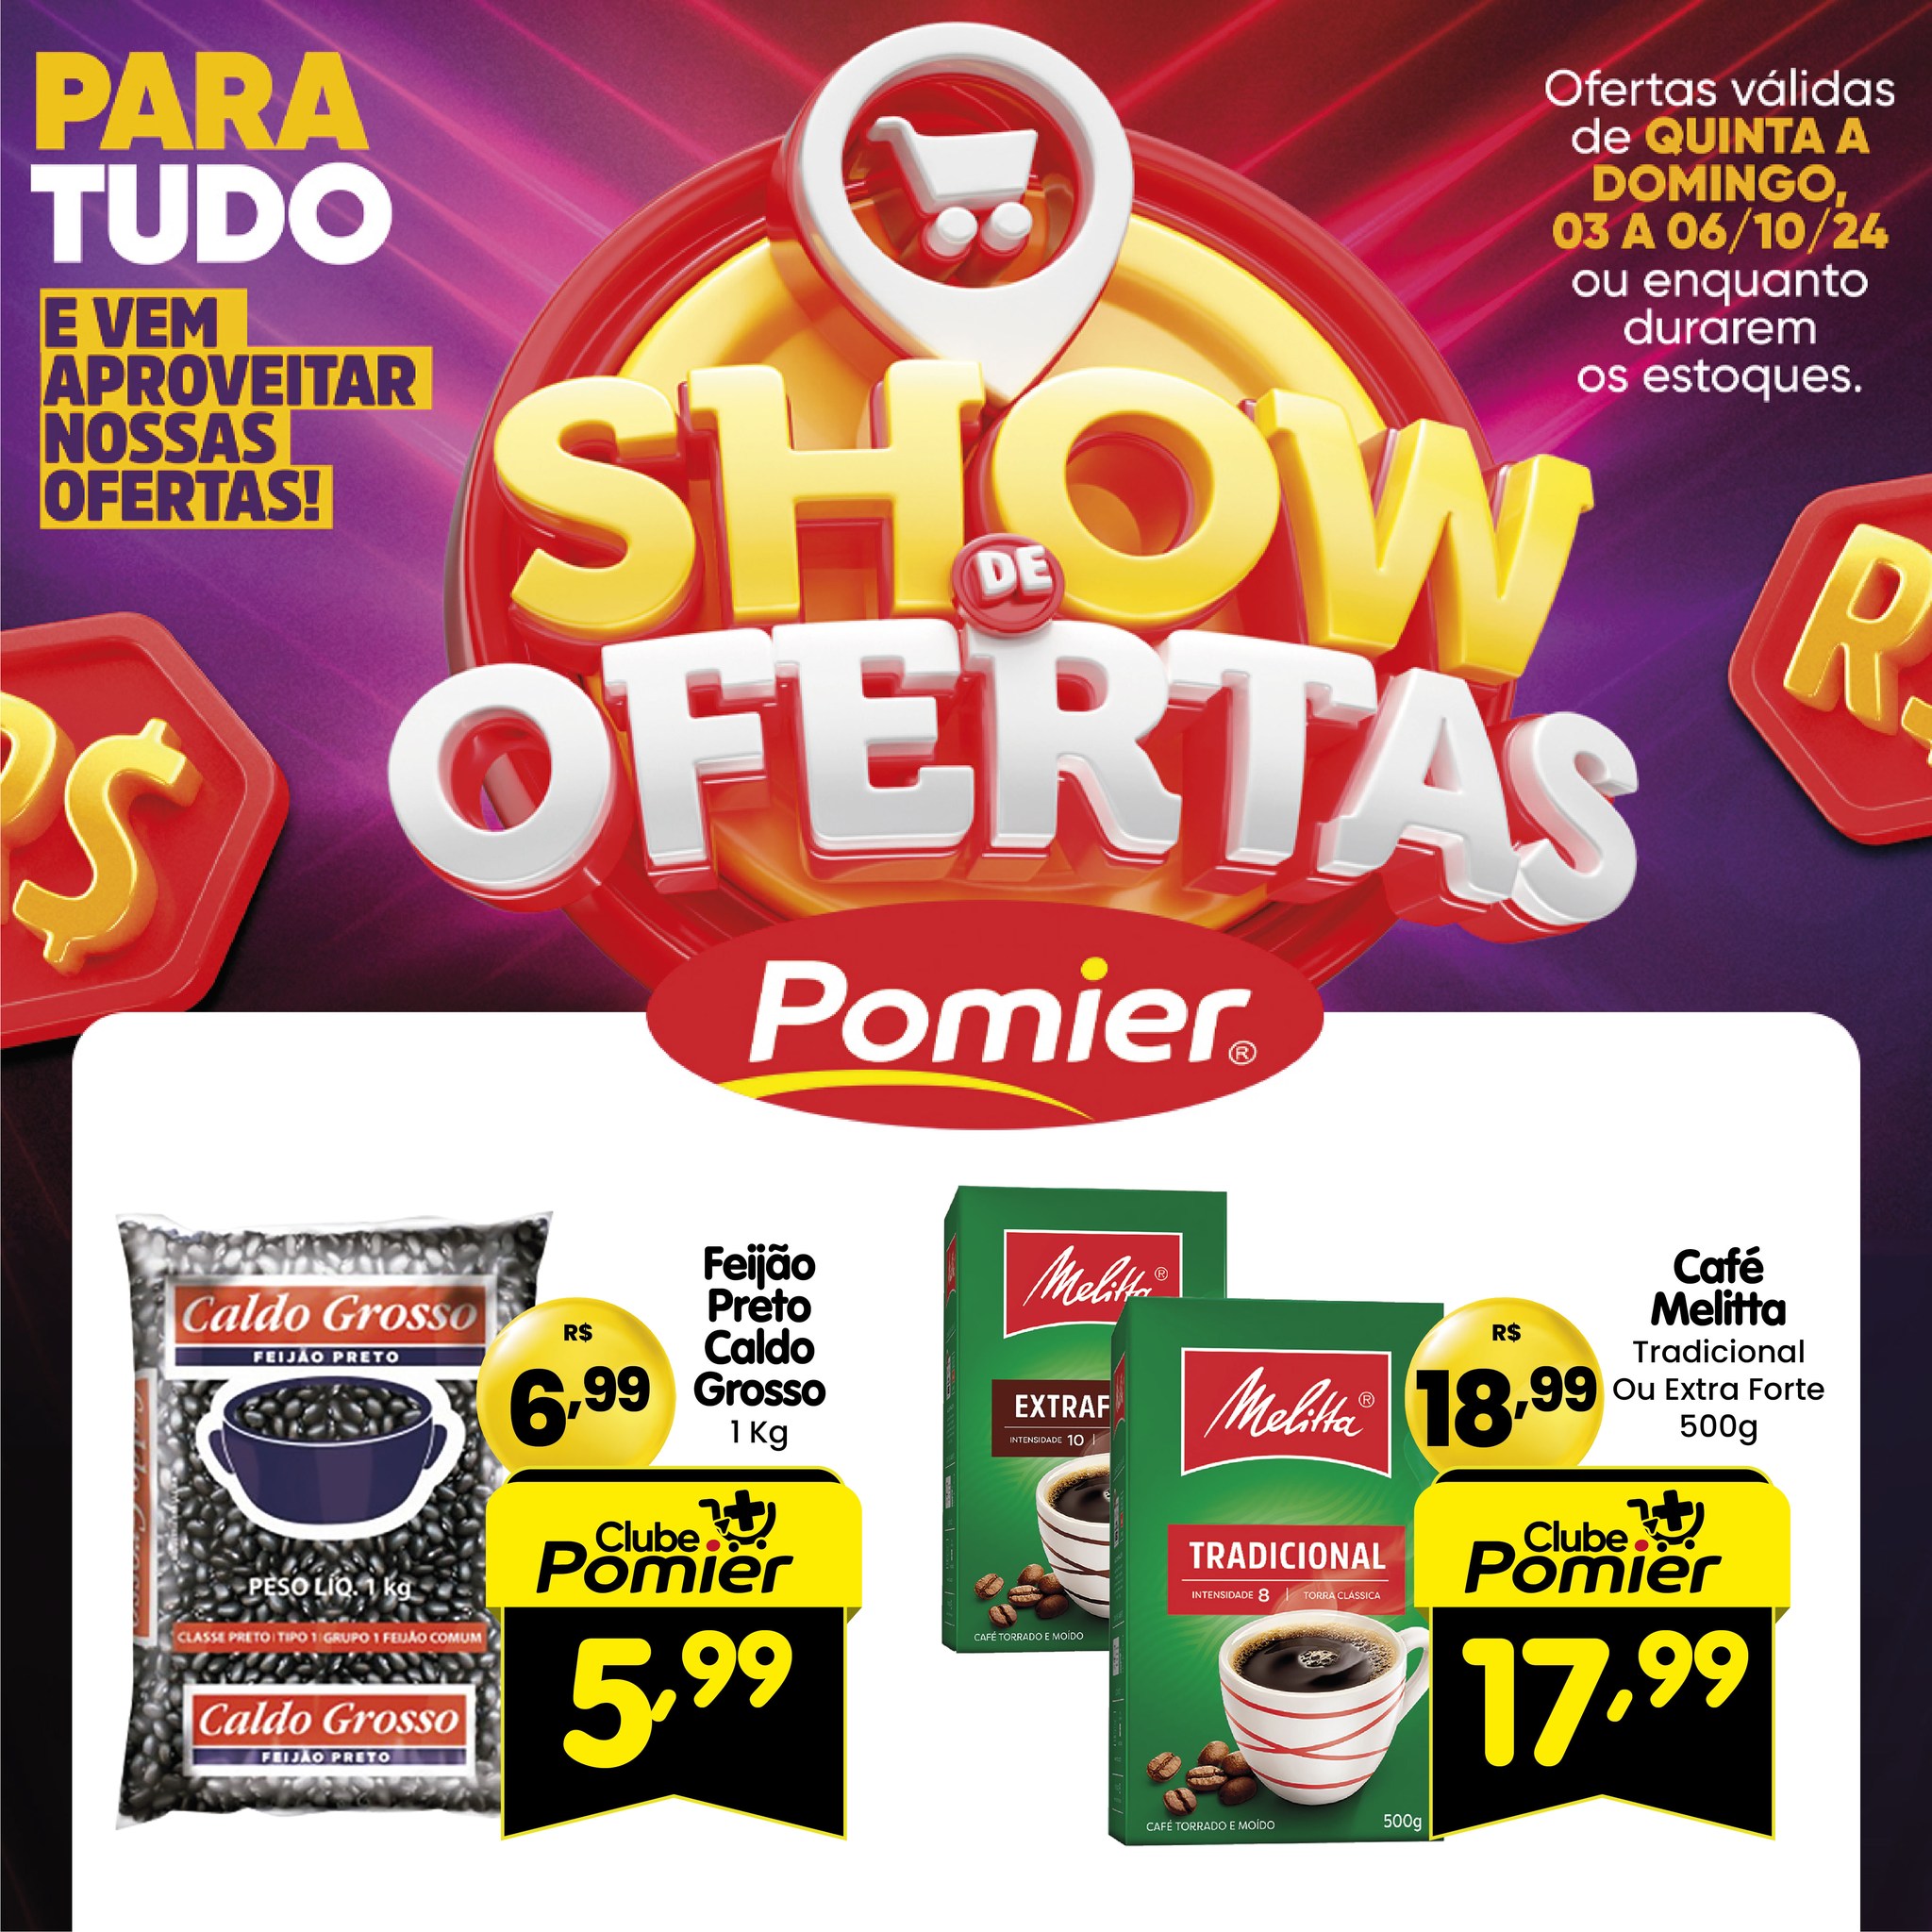 PARA
TUDO
E VEM
APROVEITAR
NOSSAS
OFERTAS!
Ofertas válidas
de QUINTA A
DOMINGO,
03 A 06/10/24
ou enquanto
durarem
os estoques.
SHOW
DE
OFERTAS
Pomier®
Caldo Grosso
FEIJÃO PRETO
PESO LÍQ. 1 kg
CLASSE PRETO | TIPO 1 | GRUPO 1 FEIJÃO COMUM
Caldo Grosso
FEIJÃO PRETO
Feijão
Preto
Caldo
Grosso
1 Kg
R$
6,99
Clube
Pomier
5,99
Melitta®
EXTRAF
INTENSIDADE 10 |
CAFÉ TORRADO E MOÍDO
Melitta®
TRADICIONAL
INTENSIDADE 8 | TORRA CLÁSSICA
CAFÉ TORRADO E MOÍDO
500g
Café
Melitta
Tradicional
Ou Extra Forte
500g
R$
18,99
Clube
Pomier
17,99